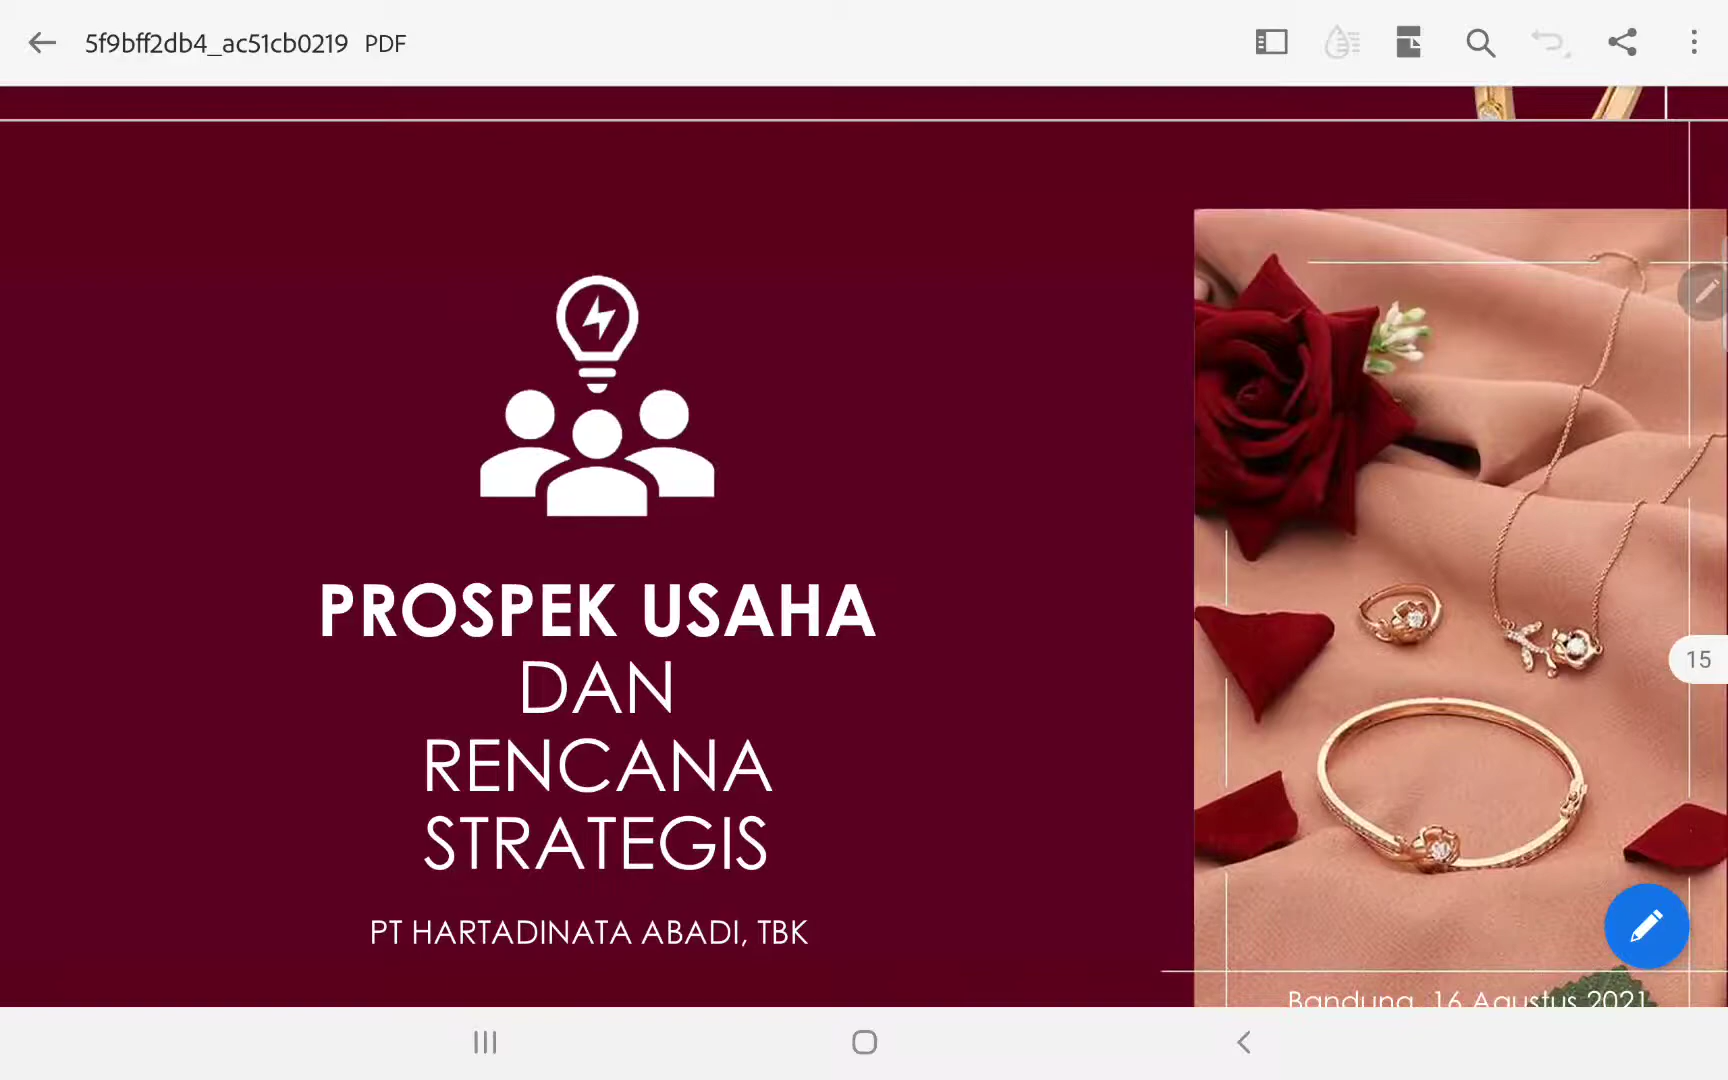 5f9bff2db4_ac51cb0219 PDF
PROSPEK USAHA
DAN
RENCANA
STRATEGIS
PT HARTADINATA ABADI, TBK
15
Bandung, 16 Agustus 2021